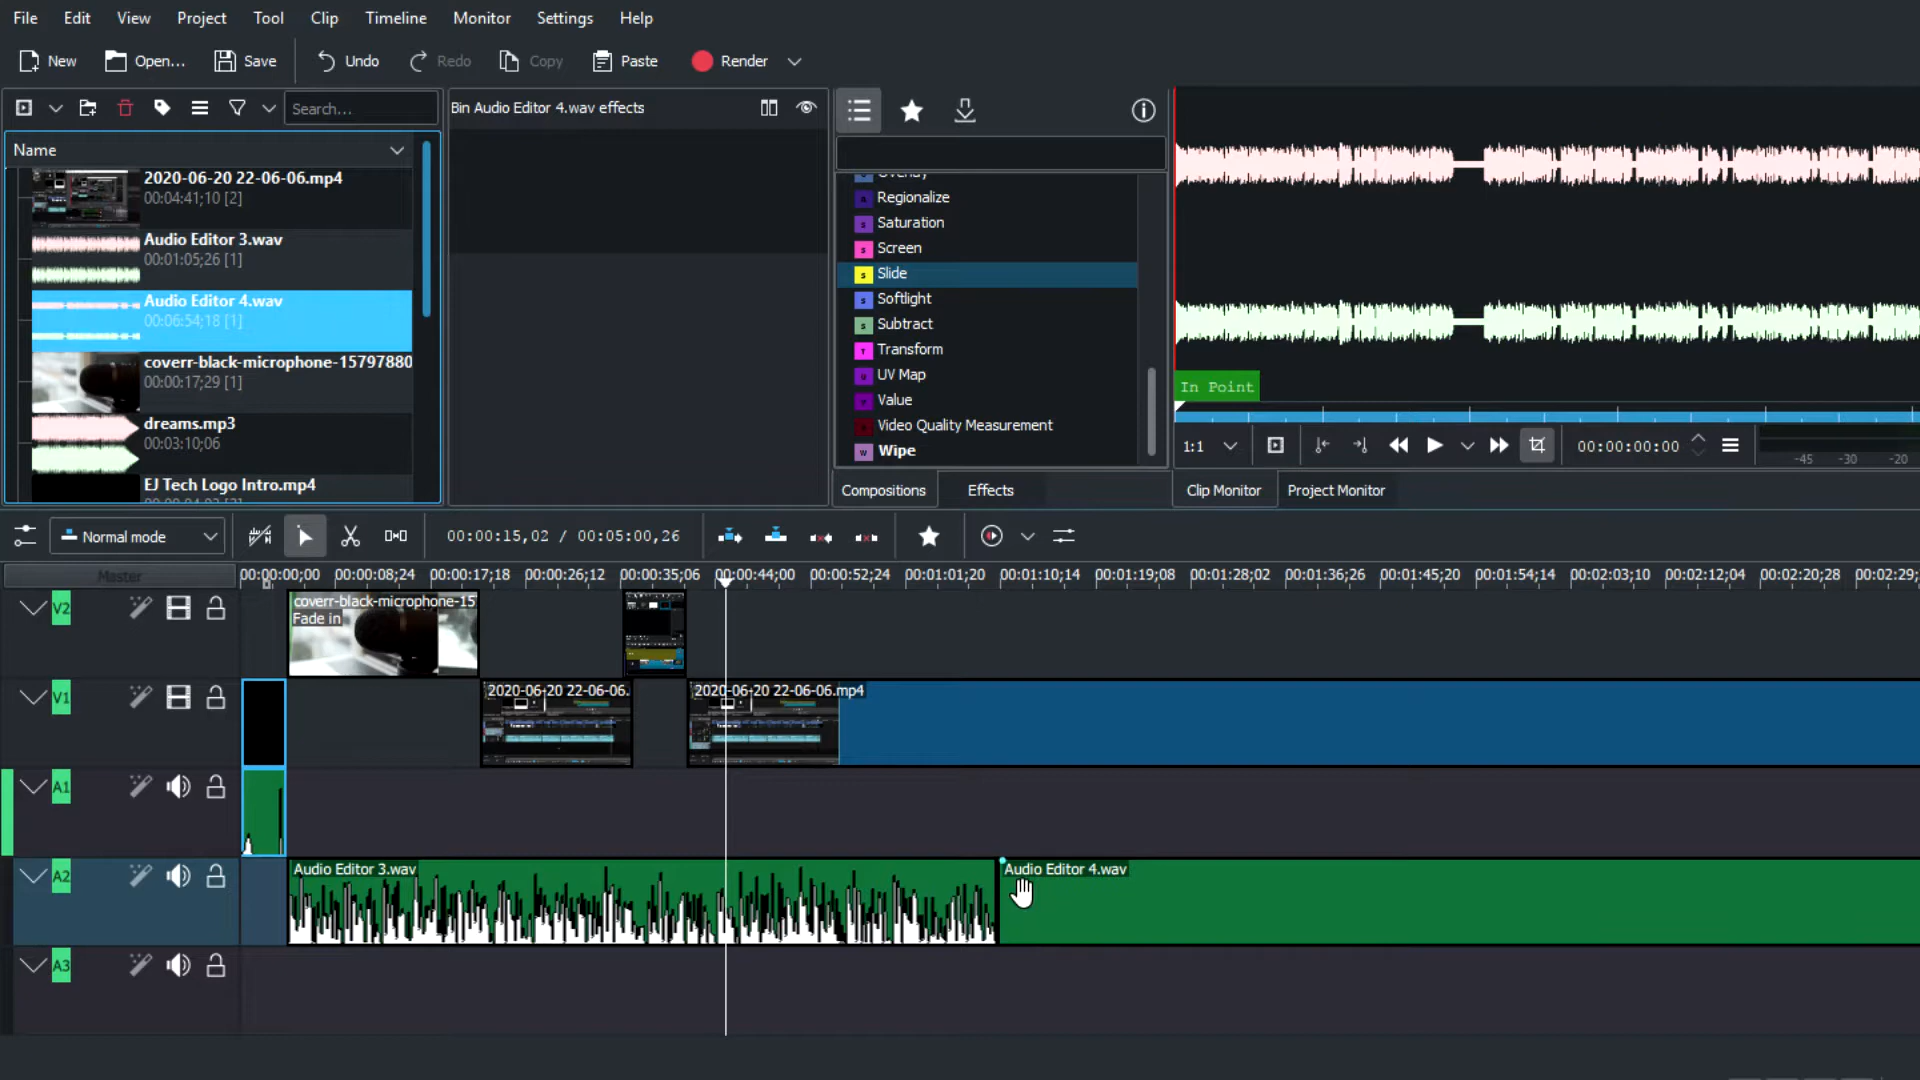 File Edit View Project Tool Clip Timeline Monitor Settings Help
New Open... Save Undo Redo Copy Paste Render
Search...
Bin Audio Editor 4.wav effects
Name
2020-06-20 22-06-06.mp4
00:04:41;10 [2]
Audio Editor 3.wav
00:01:05;26 [1]
Audio Editor 4.wav
00:06:54;18 [1]
coverr-black-microphone-15797880
00:00:17;29 [1]
dreams.mp3
00:03:10;06
EJ Tech Logo Intro.mp4
Overlay
Regionalize
Saturation
Screen
Slide
Softlight
Subtract
Transform
UV Map
Value
Video Quality Measurement
Wipe
Compositions Effects
In Point
1:1 00:00:00:00 -45 -30 -20
Clip Monitor Project Monitor
Normal mode 00:00:15,02 / 00:05:00,26
Master 00:00:00;00 00:00:08;24 00:00:17;18 00:00:26;12 00:00:35;06 00:00:44;00 00:00:52;24 00:01:01;20 00:01:10;14 00:01:19;08 00:01:28;02 00:01:36;26 00:01:45;20 00:01:54;14 00:02:03;10 00:02:12;04 00:02:20;28 00:02:29;
V2 coverr-black-microphone-15
Fade in
V1 2020-06-20 22-06-06. 2020-06-20 22-06-06.mp4
A1
A2 Audio Editor 3.wav Audio Editor 4.wav
A3